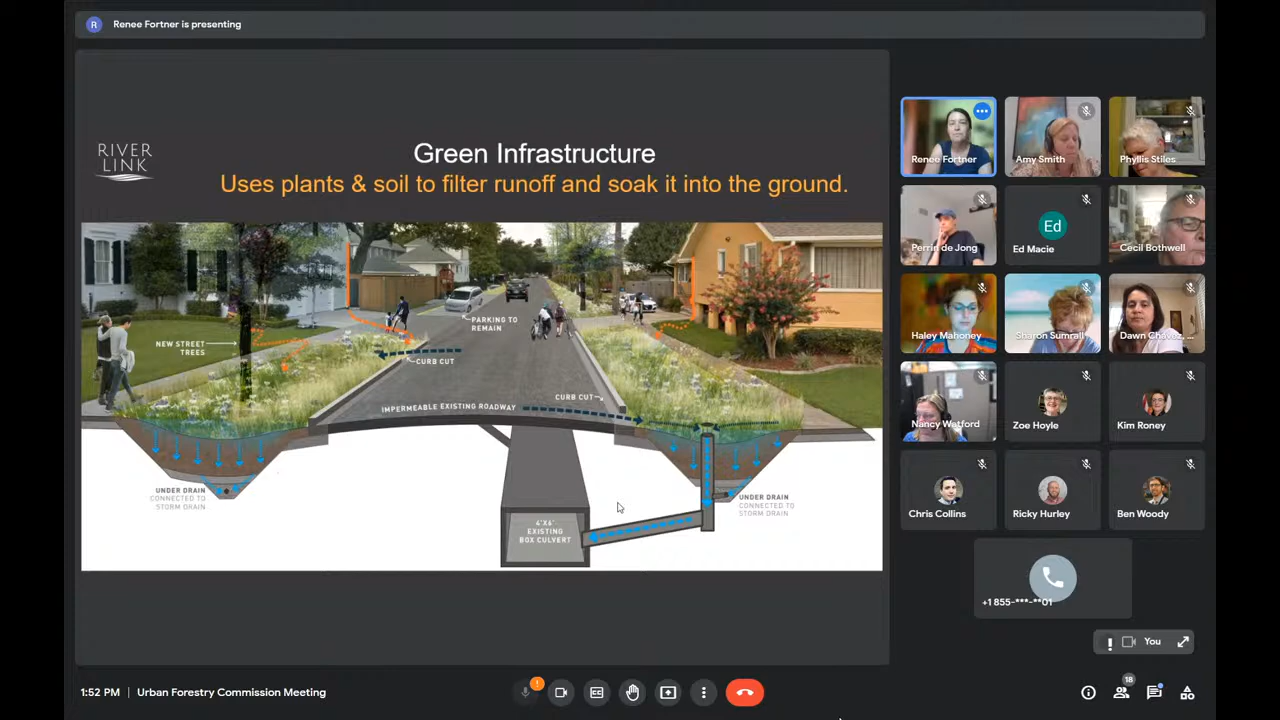 R Renee Fortner is presenting
RIVER
LINK
Green Infrastructure
Uses plants & soil to filter runoff and soak it into the ground.
NEW STREET
TREES
PARKING TO
REMAIN
CURB CUT
CURB CUT
IMPERMEABLE EXISTING ROADWAY
UNDER DRAIN
CONNECTED TO
STORM DRAIN
4'X6'
EXISTING
BOX CULVERT
UNDER DRAIN
CONNECTED TO
STORM DRAIN
Renee Fortner
Amy Smith
Phyllis Stiles
Perrin de Jong
Ed
Ed Macie
Cecil Bothwell
Haley Mahoney
Sharon Sumrall
Dawn Chávez, ...
Nancy Watford
Zoe Hoyle
Kim Roney
Chris Collins
Ricky Hurley
Ben Woody
+1 855-***-**01
You
1:52 PM | Urban Forestry Commission Meeting
18